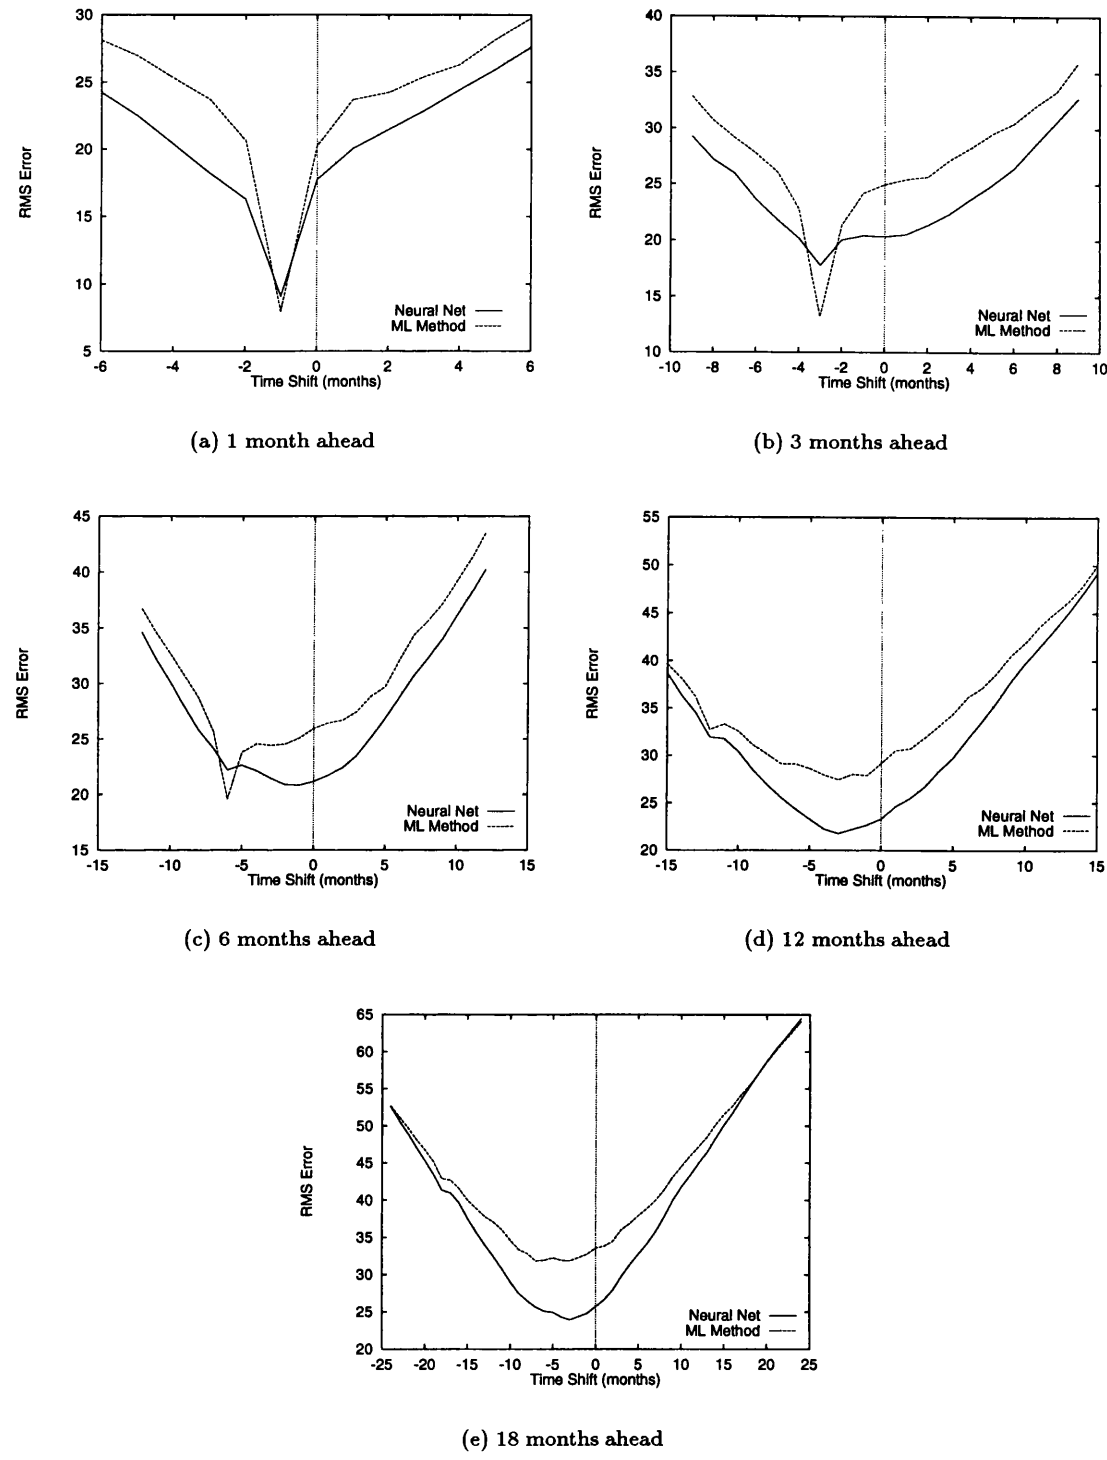 30
25
20
15
10
5
RMS Error
Neural Net
ML Method
-6 -4 -2 0 2 4 6
Time Shift (months)
(a) 1 month ahead
40
35
30
25
20
15
10
RMS Error
Neural Net
ML Method
-10 -8 -6 -4 -2 0 2 4 6 8 10
Time Shift (months)
(b) 3 months ahead
45
40
35
30
25
20
15
RMS Error
Neural Net
ML Method
-15 -10 -5 0 5 10 15
Time Shift (months)
(c) 6 months ahead
55
50
45
40
35
30
25
20
RMS Error
Neural Net
ML Method
-15 -10 -5 0 5 10 15
Time Shift (months)
(d) 12 months ahead
65
60
55
50
45
40
35
30
25
20
RMS Error
Neural Net
ML Method
-25 -20 -15 -10 -5 0 5 10 15 20 25
Time Shift (months)
(e) 18 months ahead